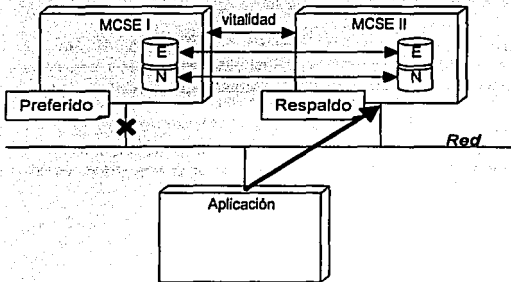 MCSE I
vitalidad
MCSE II
E
E
N
N
Preferido
Respaldo
Red
Aplicación